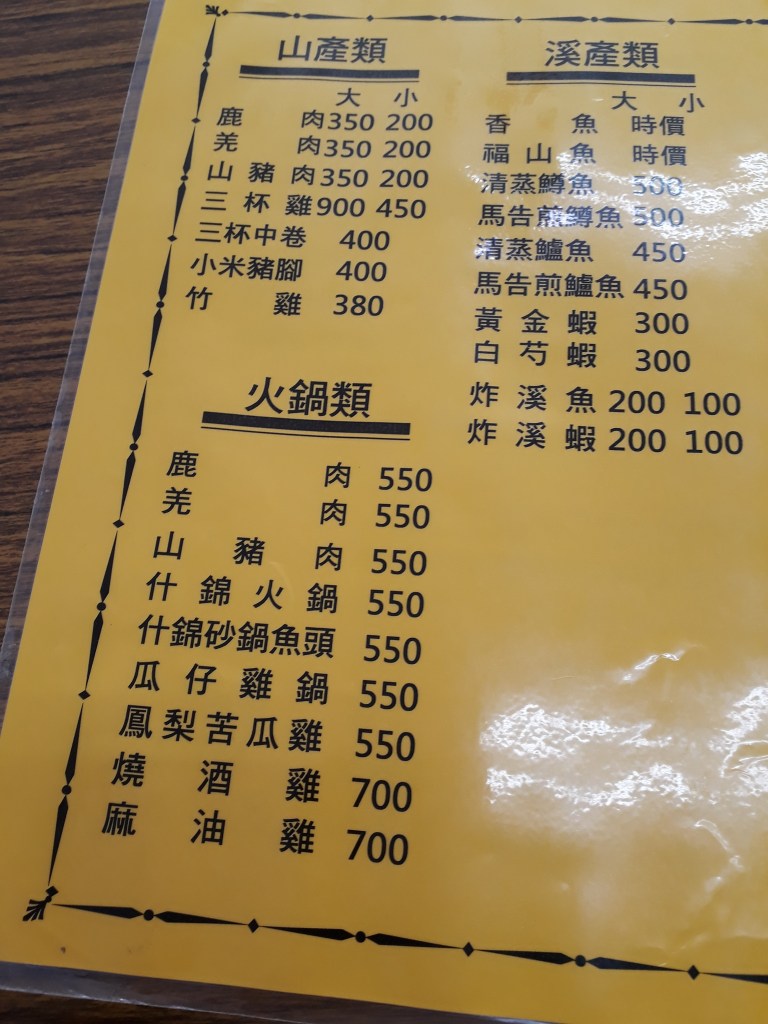 山產類
大 小
鹿 肉 350 200
羌 肉 350 200
山 豬 肉 350 200
三 杯 雞 900 450
三杯中卷 400
小米豬腳 400
竹 雞 380
火鍋類
鹿 肉 550
羌 肉 550
山 豬 肉 550
什 錦 火 鍋 550
什錦砂鍋魚頭 550
瓜 仔 雞 鍋 550
鳳梨苦瓜雞 550
燒 酒 雞 700
麻 油 雞 700
溪產類
大 小
香 魚 時價
福 山 魚 時價
清蒸鱒魚 500
馬告煎鱒魚 500
清蒸鱸魚 450
馬告煎鱸魚 450
黃 金 蝦 300
白 芍 蝦 300
炸 溪 魚 200 100
炸 溪 蝦 200 100